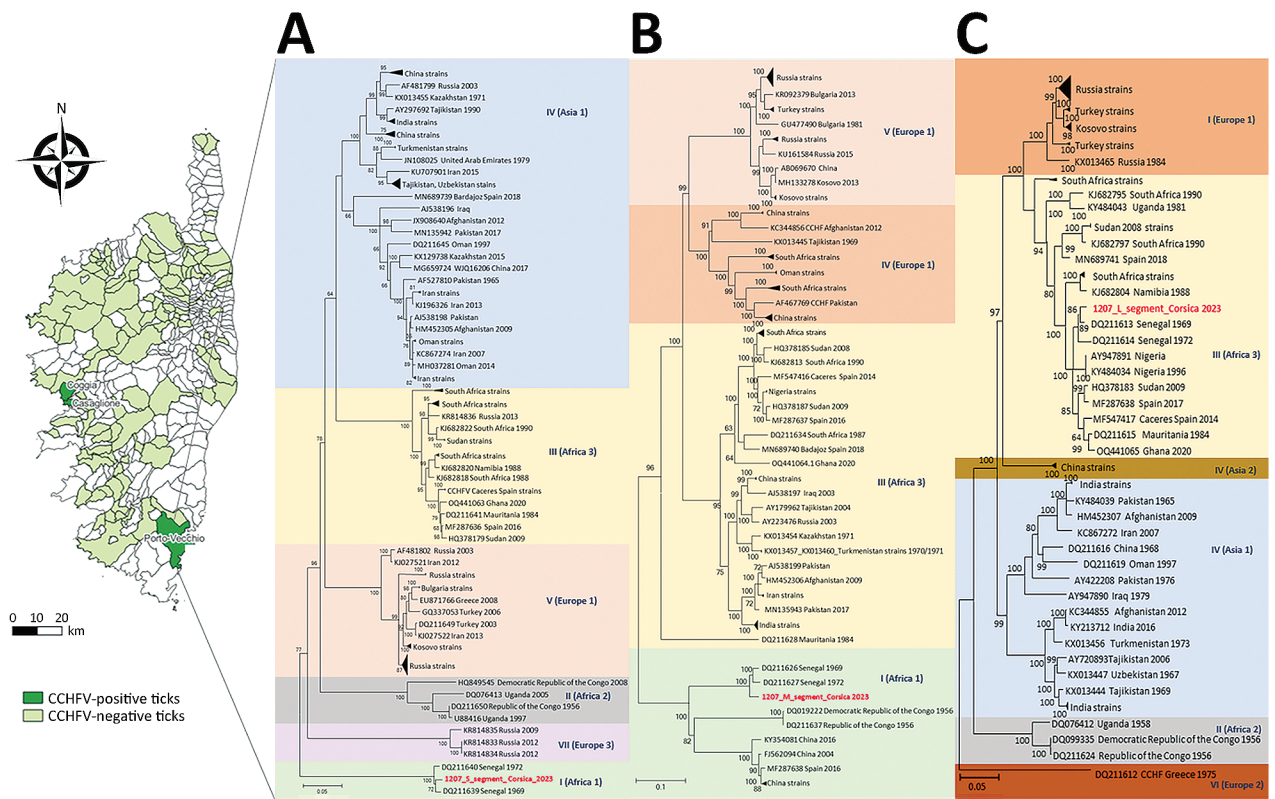 A
B
C
N
Coggia
Casaglione
Porto-Vecchio
0 10 20
km
CCHFV-positive ticks
CCHFV-negative ticks
China strains
AF481799 Russia 2003
KX013455 Kazakhstan 1971
AY297692 Tajikistan 1990
India strains
China strains
Turkmenistan strains
JN108025 United Arab Emirates 1979
KU707901 Iran 2015
Tajikistan, Uzbekistan stains
MN689739 Bardajoz Spain 2018
AJ538196 Iraq
JX908640 Afghanistan 2012
MN135942 Pakistan 2017
DQ211645 Oman 1997
KX129738 Kazakhstan 2015
MG659724 WJQ16206 China 2017
AF527810 Pakistan 1965
Iran strains
KJ196326 Iran 2013
AJ538198 Pakistan
HM452305 Afghanistan 2009
Oman strains
KC867274 Iran 2007
MH037281 Oman 2014
Iran strains
IV (Asia 1)
South Africa strains
South Africa strains
KR814836 Russia 2013
KJ682822 South Africa 1990
Sudan strains
South Africa strains
KJ682820 Namibia 1988
KJ682818 South Africa 1988
CCHFV Caceres Spain strains
OQ441063 Ghana 2020
DQ211641 Mauritania 1984
MF287636 Spain 2016
HQ378179 Sudan 2009
III (Africa 3)
AF481802 Russia 2003
KJ027521 Iran 2012
Russia strains
Bulgaria strains
EU871766 Greece 2008
GQ337053 Turkey 2006
DQ211649 Turkey 2003
KJ027522 Iran 2013
Kosovo strains
Russia strains
V (Europe 1)
HQ849545 Democratic Republic of the Congo 2008
DQ076413 Uganda 2005
DQ211650 Republic of the Congo 1956
U88416 Uganda 1997
II (Africa 2)
KR814835 Russia 2009
KR814833 Russia 2012
KR814834 Russia 2012
VII (Europe 3)
DQ211640 Senegal 1972
1207_S_segment_Corsica_2023
DQ211639 Senegal 1969
I (Africa 1)
0.05
Russia strains
KR092379 Bulgaria 2013
Turkey strains
GU477490 Bulgaria 1981
Russia strains
KU161584 Russia 2015
AB069670 China
MH133278 Kosovo 2013
Kosovo strains
V (Europe 1)
China strains
KC344856 CCHF Afghanistan 2012
KX013445 Tajikistan 1969
South Africa strains
Oman strains
South Africa strains
AF467769 CCHF Pakistan
China strains
IV (Europe 1)
South Africa strains
HQ378185 Sudan 2008
KJ682813 South Africa 1990
MF547416 Caceres Spain 2014
Nigeria strains
HQ378187 Sudan 2009
MF287637 Spain 2016
DQ211634 South Africa 1987
MN689740 Badajoz Spain 2018
OQ441064.1 Ghana 2020
China strains
AJ538197 Iraq 2003
AY179962 Tajikistan 2004
AY223476 Russia 2003
KX013454 Kazakhstan 1971
KX013457_KX013460_Turkmenistan strains 1970/1971
AJ538199 Pakistan
HM452306 Afghanistan 2009
Iran strains
MN135943 Pakistan 2017
India strains
DQ211628 Mauritania 1984
III (Africa 3)
DQ211626 Senegal 1969
DQ211627 Senegal 1972
1207_M_segment_Corsica 2023
DQ019222 Democratic Republic of the Congo 1956
DQ211637 Republic of the Congo 1956
KY354081 China 2016
FJ562094 China 2004
MF287638 Spain 2016
China strains
I (Africa 1)
0.1
Russia strains
Turkey strains
Kosovo strains
Turkey strains
KX013465 Russia 1984
I (Europe 1)
South Africa strains
KJ682795 South Africa 1990
KY484043 Uganda 1981
Sudan 2008 strains
KJ682797 South Africa 1990
MN689741 Spain 2018
South Africa strains
KJ682804 Namibia 1988
1207_L_segment_Corsica 2023
DQ211613 Senegal 1969
DQ211614 Senegal 1972
AY947891 Nigeria
KY484034 Nigeria 1996
HQ378183 Sudan 2009
MF287638 Spain 2017
MF547417 Caceres Spain 2014
DQ211615 Mauritania 1984
OQ441065 Ghana 2020
III (Africa 3)
China strains
IV (Asia 2)
India strains
KY484039 Pakistan 1965
HM452307 Afghanistan 2009
KC867272 Iran 2007
DQ211616 China 1968
DQ211619 Oman 1997
AY422208 Pakistan 1976
AY947890 Iraq 1979
KC344855 Afghanistan 2012
KY213712 India 2016
KX013456 Turkmenistan 1973
AY720893Tajikistan 2006
KX013447 Uzbekistan 1967
KX013444 Tajikistan 1969
India strains
IV (Asia 1)
DQ076412 Uganda 1958
DQ099335 Democratic Republic of the Congo 1956
DQ211624 Republic of the Congo 1956
II (Africa 2)
DQ211612 CCHF Greece 1975
VI (Europe 2)
0.05